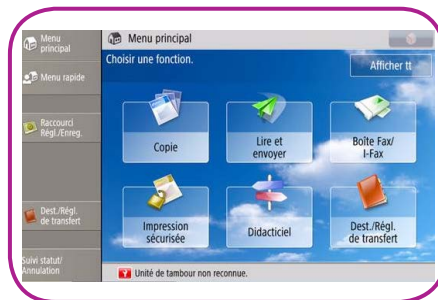 Menu
principal
Menu rapide
Raccourci
Régl./Enreg.
Dest./Régl.
de transfert
Suivi statut/
Annulation
Menu principal
Choisir une fonction.
Afficher tt
Copie
Lire et
envoyer
Boîte Fax/
I-Fax
Impression
sécurisée
Didacticiel
Dest./Régl.
de transfert
Unité de tambour non reconnue.